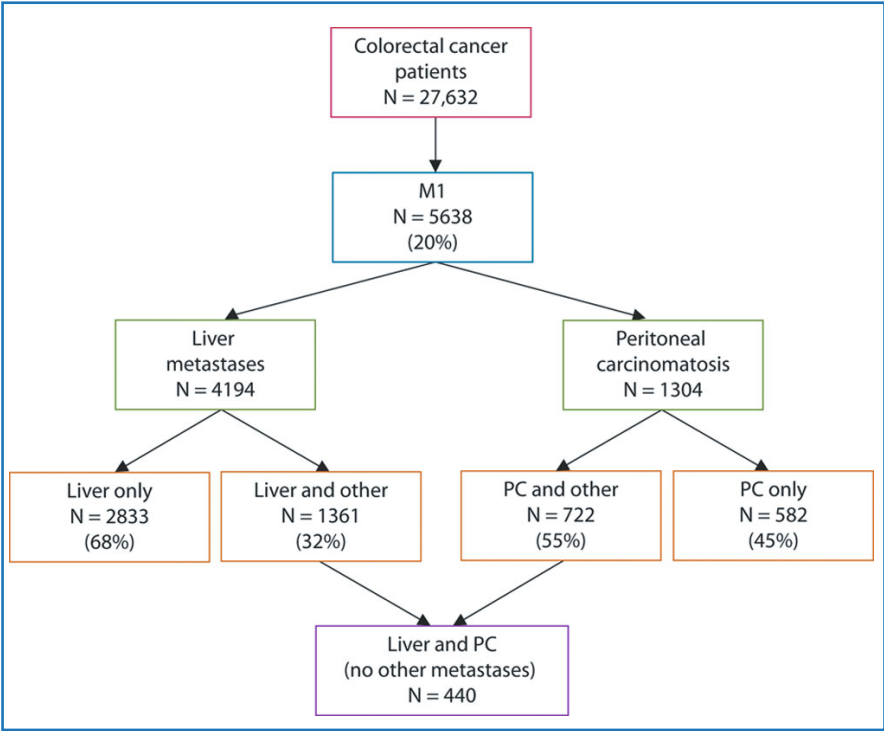 Colorectal cancer
patients
N = 27,632
M1
N = 5638
(20%)
Liver
metastases
N = 4194
Peritoneal
carcinomatosis
N = 1304
Liver only
N = 2833
(68%)
Liver and other
N = 1361
(32%)
PC and other
N = 722
(55%)
PC only
N = 582
(45%)
Liver and PC
(no other metastases)
N = 440